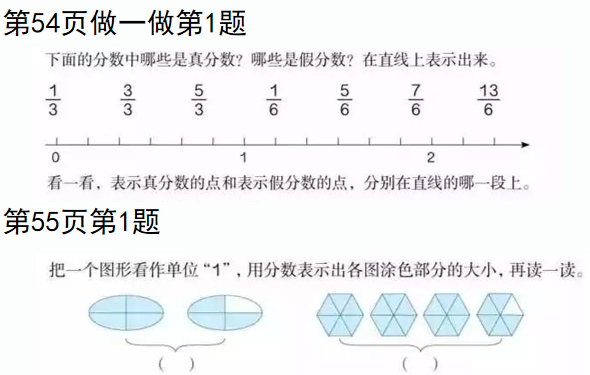 第54页做一做第1题
下面的分数中哪些是真分数？哪些是假分数？在直线上表示出来。
1/3 3/3 5/3 1/6 5/6 7/6 13/6
0 1 2
看一看，表示真分数的点和表示假分数的点，分别在直线的哪一段上。
第55页第1题
把一个图形看作单位“1”，用分数表示出各图涂色部分的大小，再读一读。
（ ） （ ）